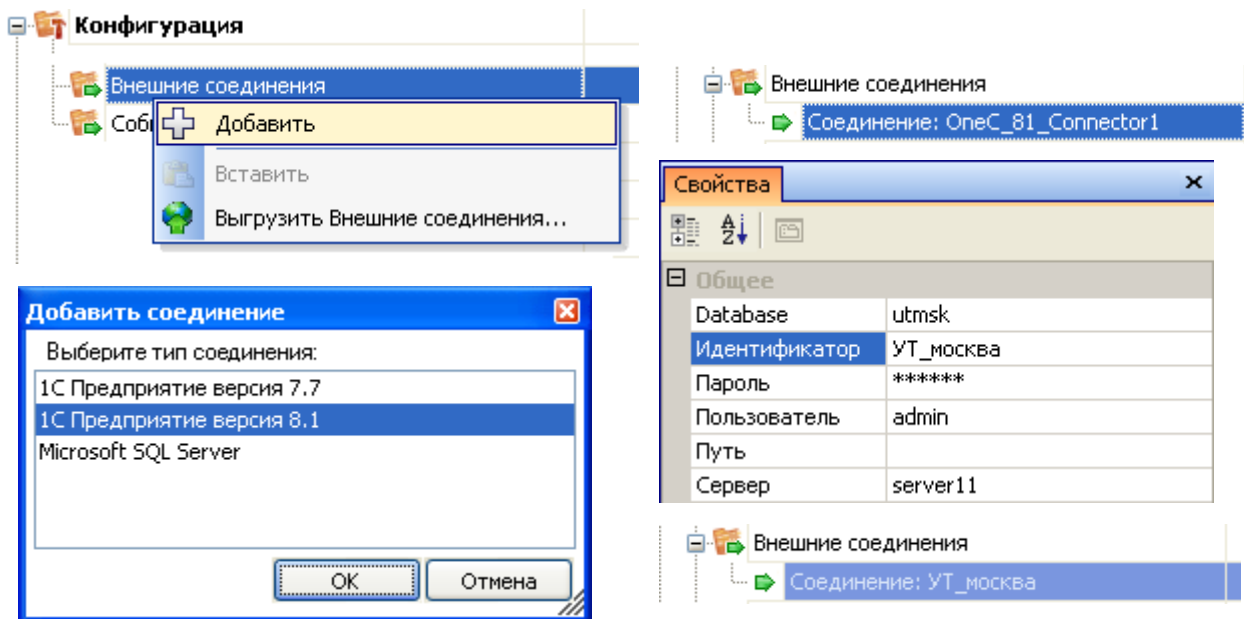 Конфигурация
Внешние соединения
Собы
Добавить
Вставить
Выгрузить Внешние соединения...
Добавить соединение
Выберите тип соединения:
1С Предприятие версия 7.7
1С Предприятие версия 8.1
Microsoft SQL Server
ОК
Отмена
Внешние соединения
Соединение: OneC_81_Connector1
Свойства
Общее
Database utmsk
Идентификатор УТ_москва
Пароль ******
Пользователь admin
Путь
Сервер server11
Внешние соединения
Соединение: УТ_москва